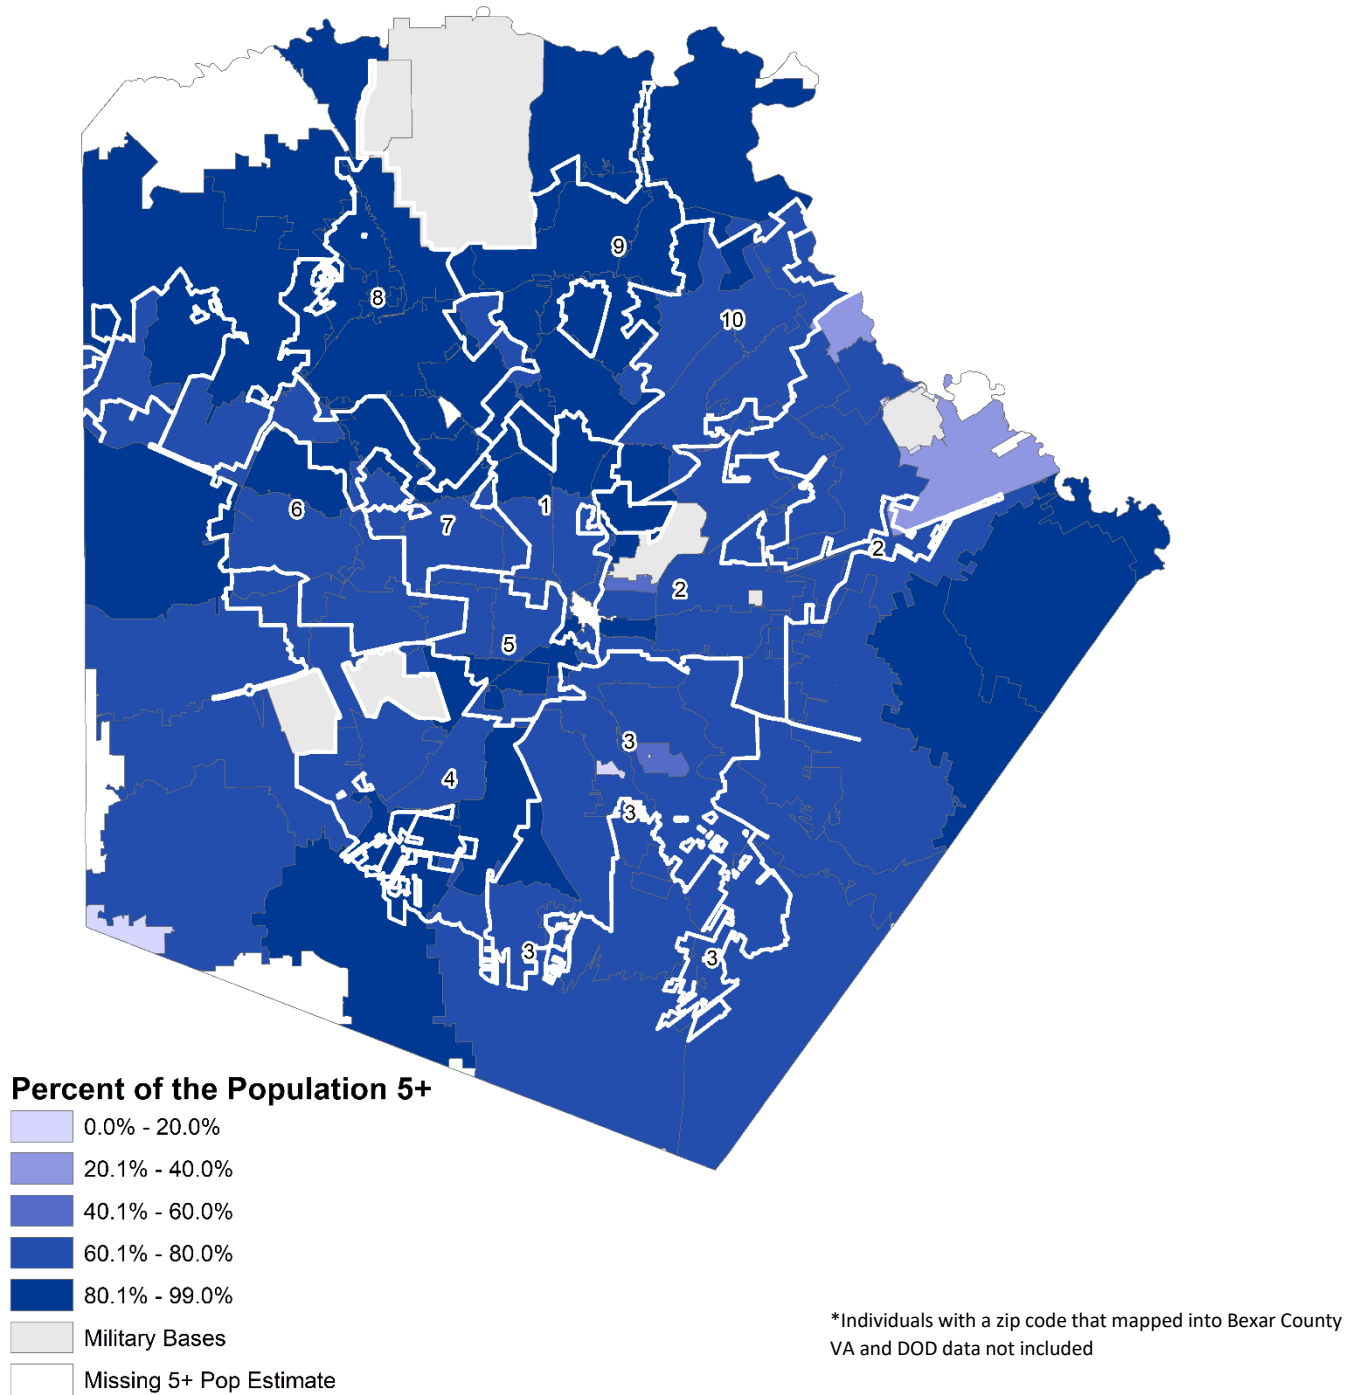 9
8
10
6
1
7
2
2
5
3
4
3
3
3
Percent of the Population 5+
0.0% - 20.0%
20.1% - 40.0%
40.1% - 60.0%
60.1% - 80.0%
80.1% - 99.0%
Military Bases
Missing 5+ Pop Estimate
*Individuals with a zip code that mapped into Bexar County
VA and DOD data not included